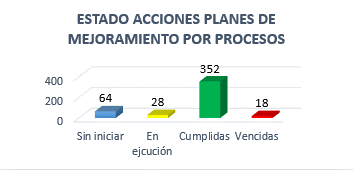 ESTADO ACCIONES PLANES DE
MEJORAMIENTO POR PROCESOS
352
400
200
0
64
28
18
Sin iniciar
En
ejcución
Cumplidas
Vencidas